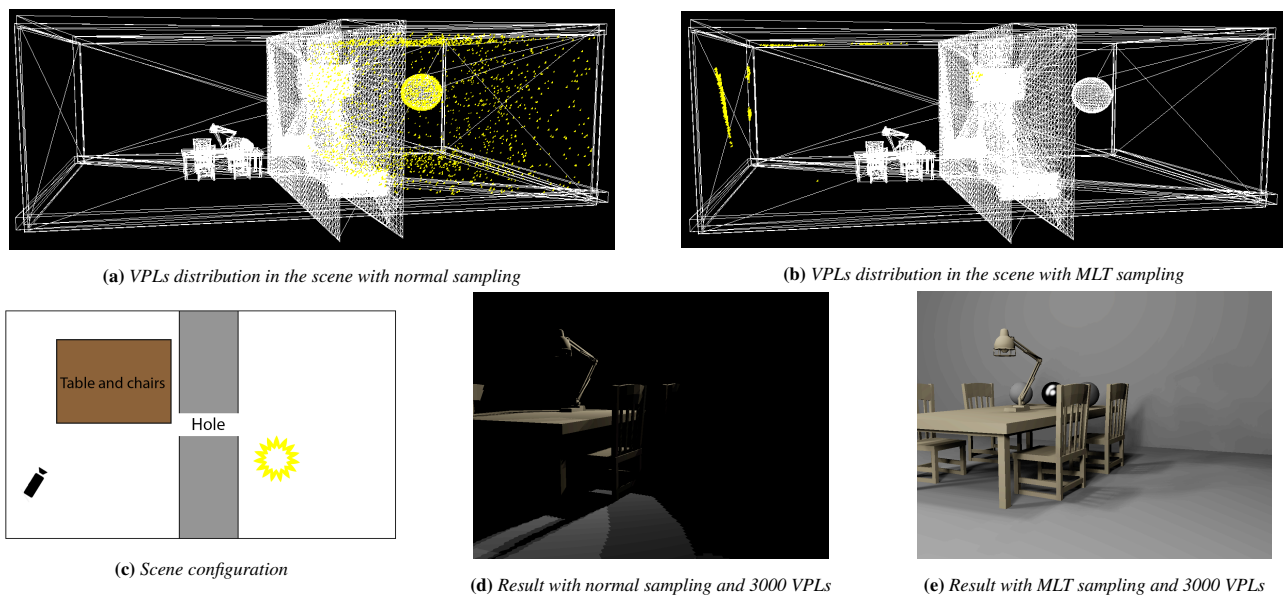 (a) VPLs distribution in the scene with normal sampling
(b) VPLs distribution in the scene with MLT sampling
Table and chairs
Hole
(c) Scene configuration
(d) Result with normal sampling and 3000 VPLs
(e) Result with MLT sampling and 3000 VPLs